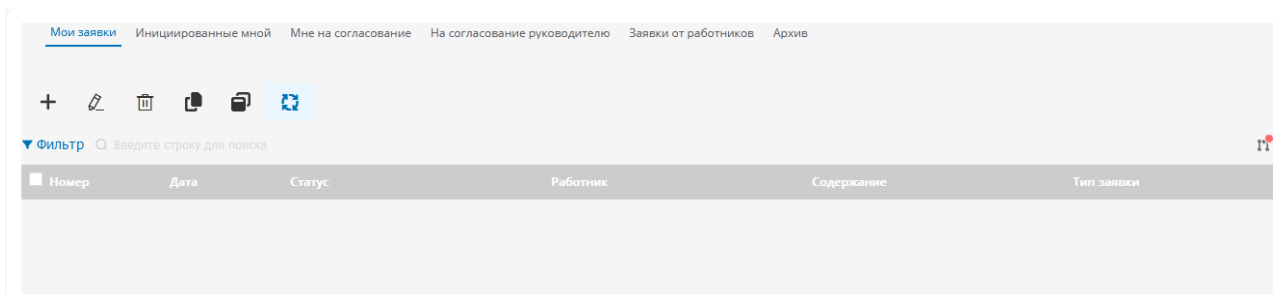 Мои заявки Инициированные мной Мне на согласование На согласование руководителю Заявки от работников Архив
Фильтр Введите строку для поиска
Номер Дата Статус Работник Содержание Тип заявки